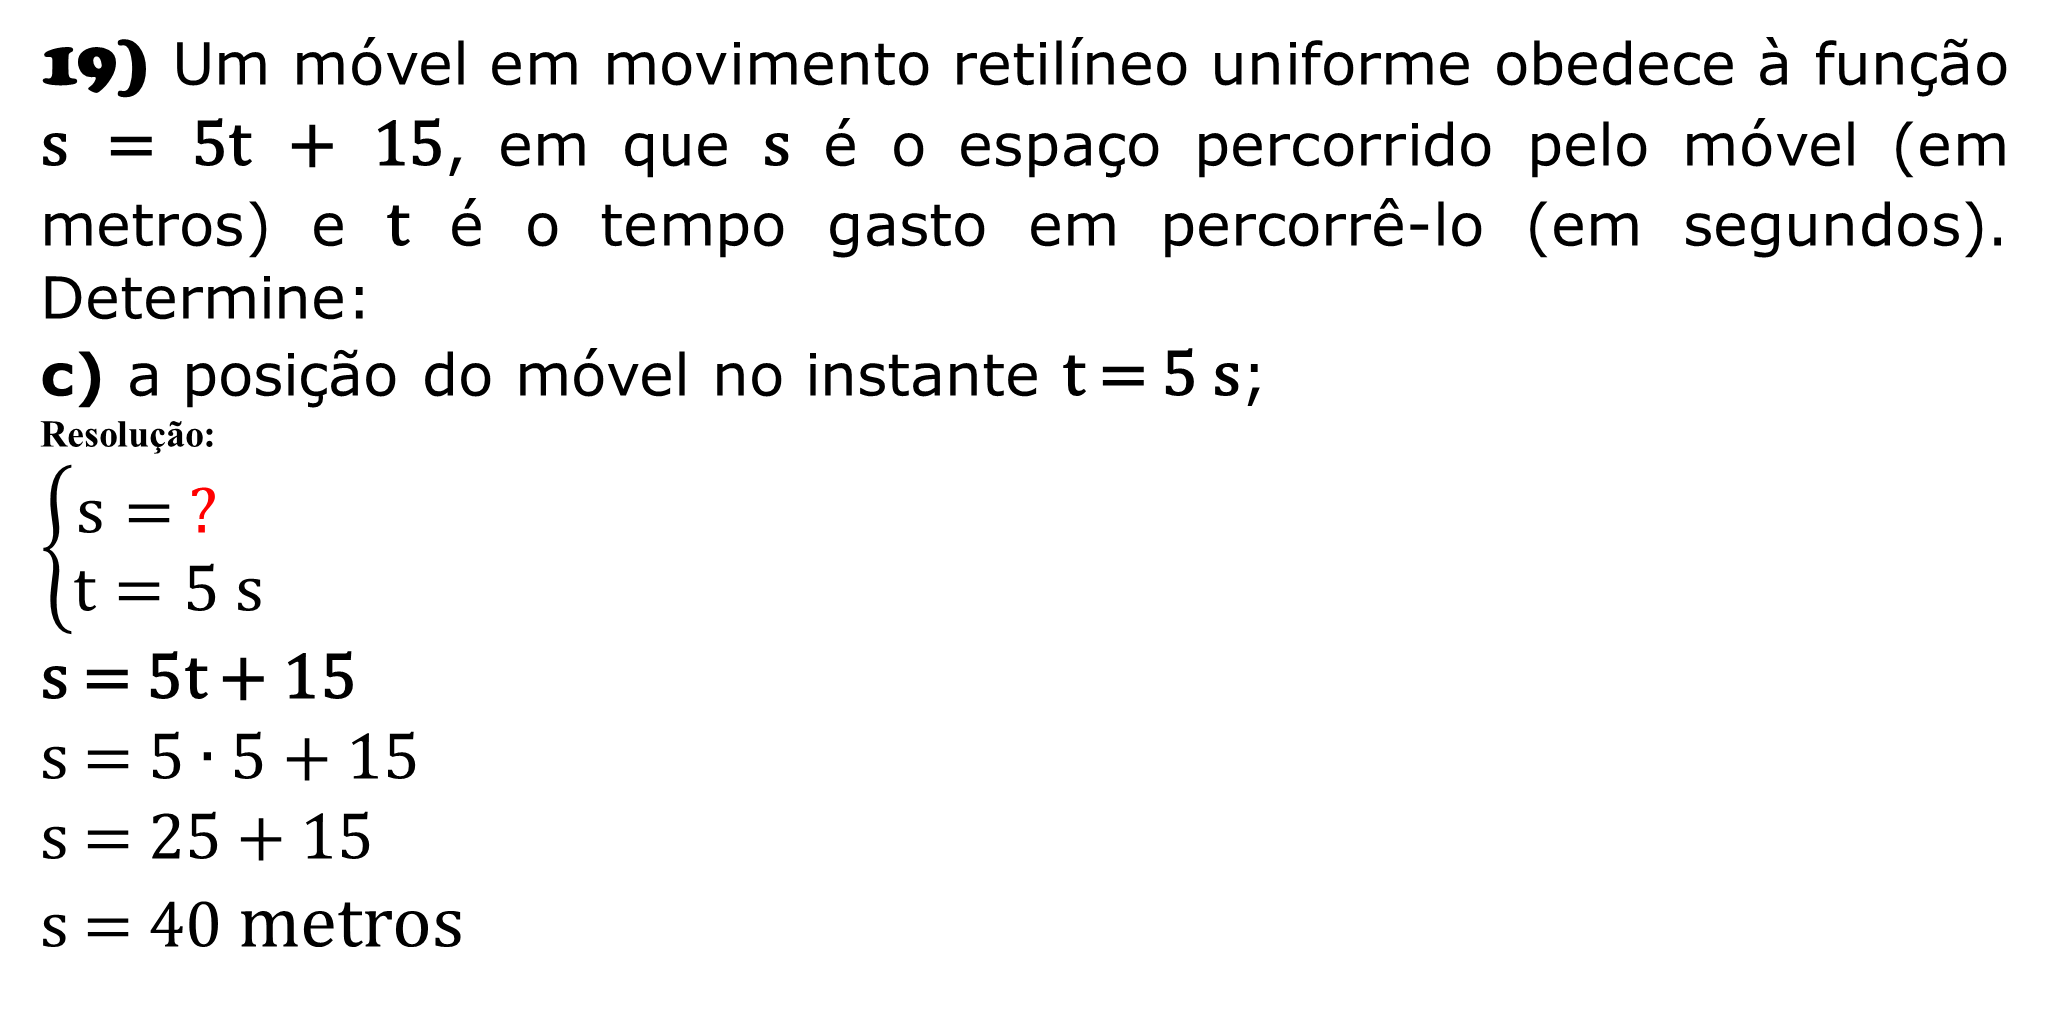 19) Um móvel em movimento retilíneo uniforme obedece à função
s = 5t + 15, em que s é o espaço percorrido pelo móvel (em
metros) e t é o tempo gasto em percorrê-lo (em segundos).
Determine:
c) a posição do móvel no instante t = 5 s;
Resolução:
s = ?
t = 5 s
s = 5t + 15
s = 5 · 5 + 15
s = 25 + 15
s = 40 metros